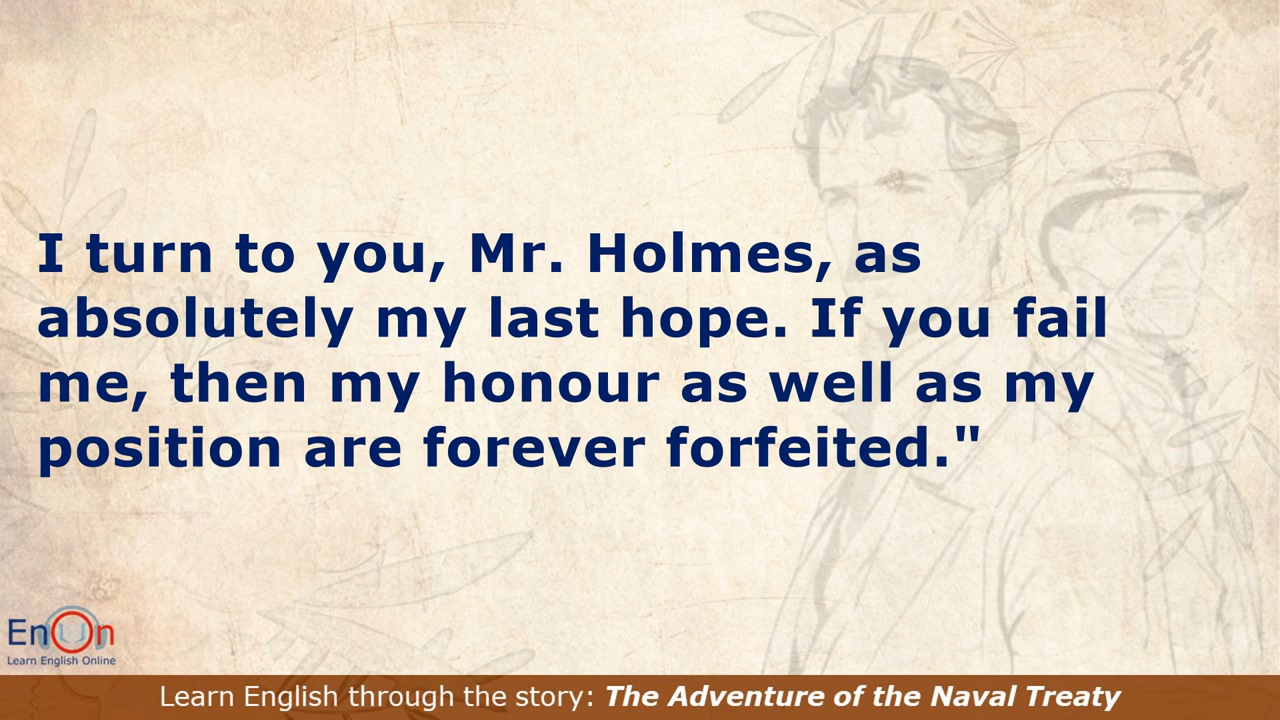 I turn to you, Mr. Holmes, as
absolutely my last hope. If you fail
me, then my honour as well as my
position are forever forfeited."
EnOn
Learn English Online
Learn English through the story: The Adventure of the Naval Treaty